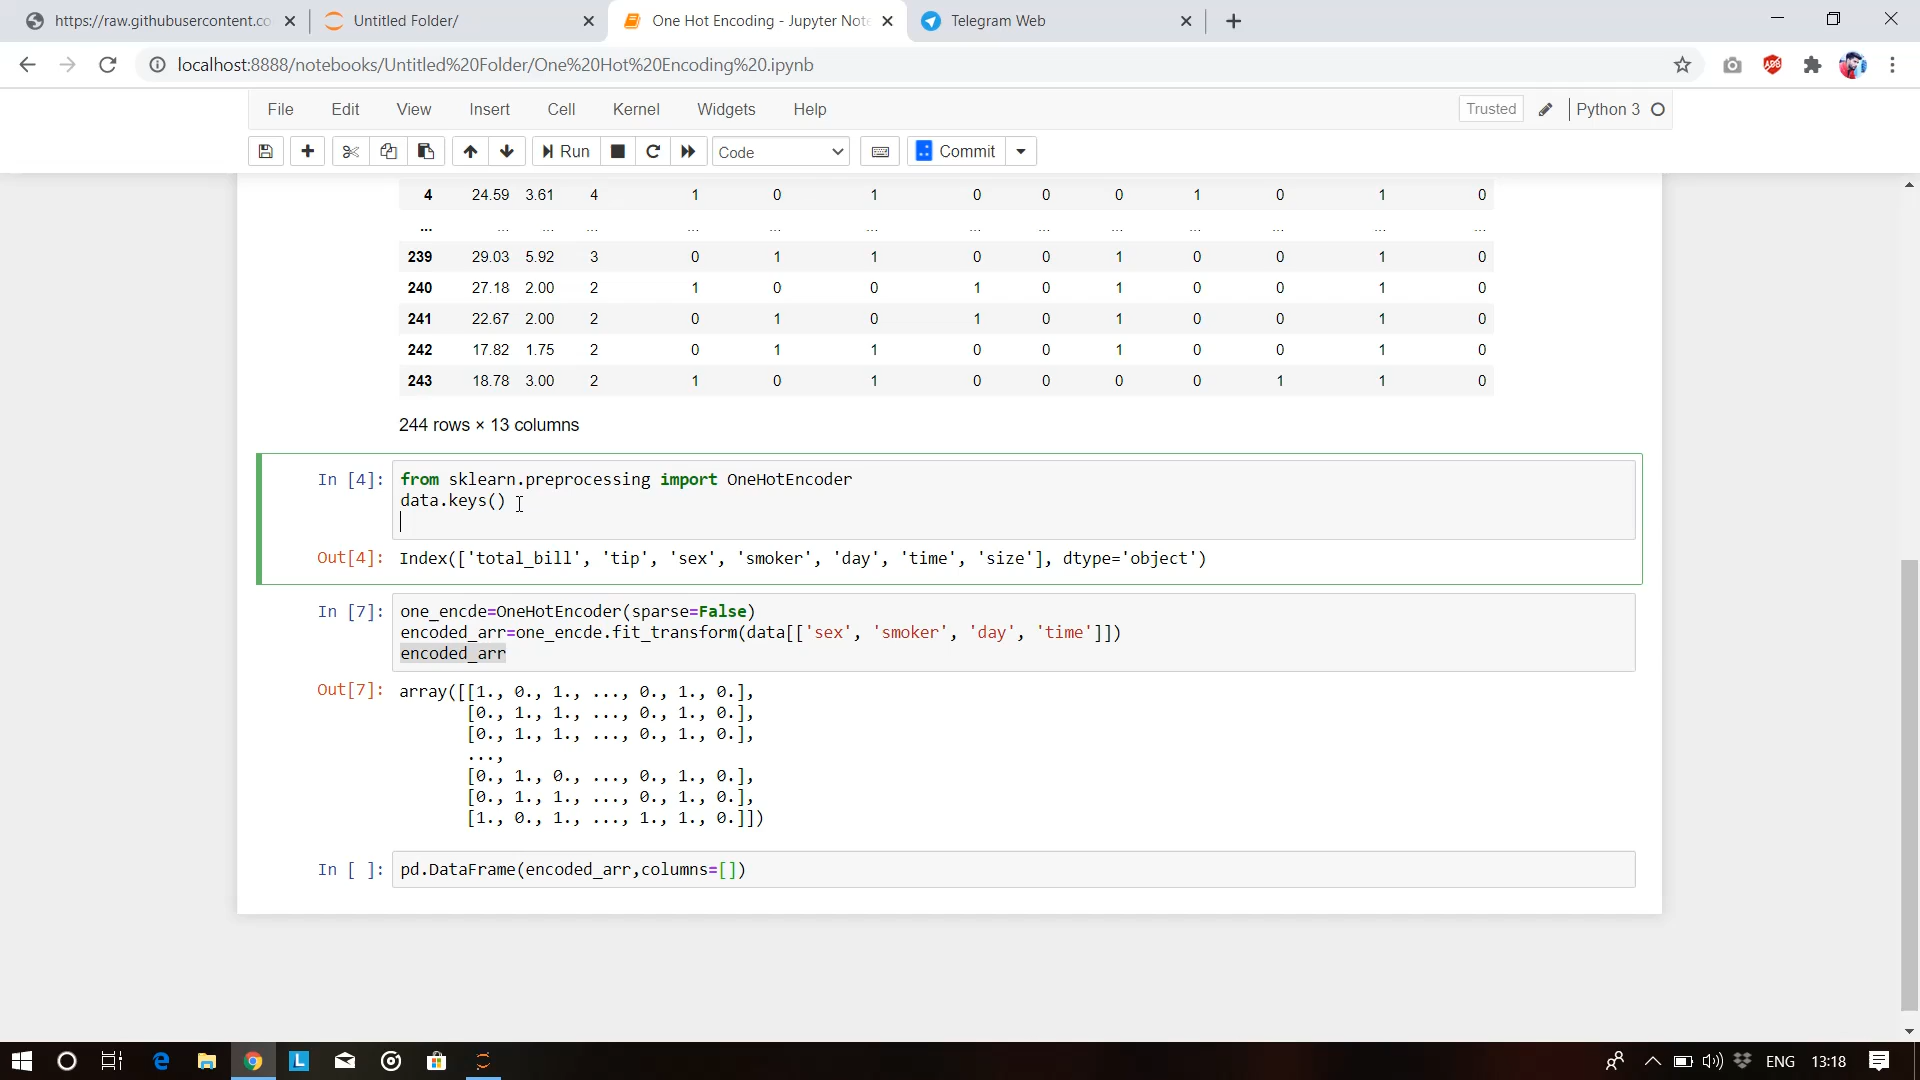 https://raw.githubusercontent.co
Untitled Folder/
One Hot Encoding - Jupyter Note
Telegram Web
localhost:8888/notebooks/Untitled%20Folder/One%20Hot%20Encoding%20.ipynb
File Edit View Insert Cell Kernel Widgets Help Trusted Python 3
Run Code Commit
4 24.59 3.61 4 1 0 1 0 0 0 1 0 1 0
... ... ... ... ... ... ... ... ... ... ... ... ... ...
239 29.03 5.92 3 0 1 1 0 0 1 0 0 1 0
240 27.18 2.00 2 1 0 0 1 0 1 0 0 1 0
241 22.67 2.00 2 0 1 0 1 0 1 0 0 1 0
242 17.82 1.75 2 0 1 1 0 0 1 0 0 1 0
243 18.78 3.00 2 1 0 1 0 0 0 0 1 1 0
244 rows × 13 columns
In [4]: from sklearn.preprocessing import OneHotEncoder
data.keys()
Out[4]: Index(['total_bill', 'tip', 'sex', 'smoker', 'day', 'time', 'size'], dtype='object')
In [7]: one_encde=OneHotEncoder(sparse=False)
encoded_arr=one_encde.fit_transform(data[['sex', 'smoker', 'day', 'time']])
encoded_arr
Out[7]: array([[1., 0., 1., ..., 0., 1., 0.],
[0., 1., 1., ..., 0., 1., 0.],
[0., 1., 1., ..., 0., 1., 0.],
...,
[0., 1., 0., ..., 0., 1., 0.],
[0., 1., 1., ..., 0., 1., 0.],
[1., 0., 1., ..., 1., 1., 0.]])
In [ ]: pd.DataFrame(encoded_arr,columns=[])
ENG 13:18